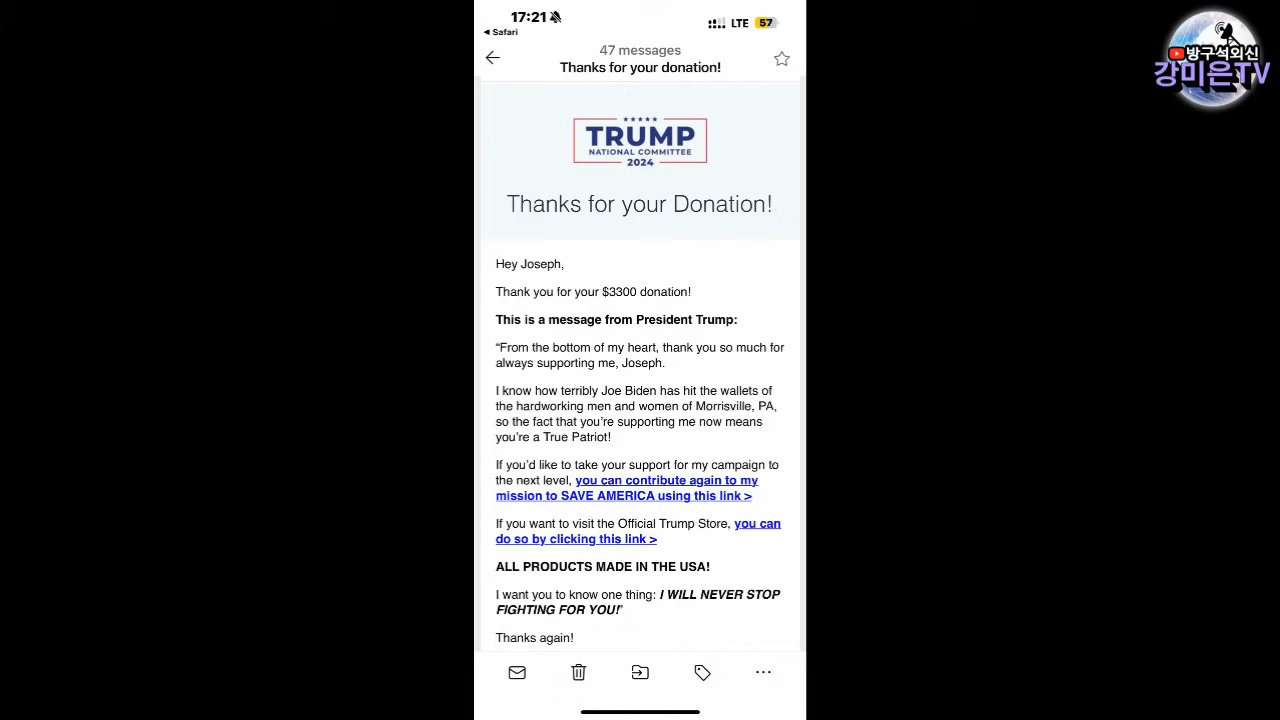 17:21
LTE 57
Safari
47 messages
Thanks for your donation!
방구석외신
강미은TV
TRUMP
NATIONAL COMMITTEE
2024
Thanks for your Donation!
Hey Joseph,
Thank you for your $3300 donation!
This is a message from President Trump:
“From the bottom of my heart, thank you so much for
always supporting me, Joseph.
I know how terribly Joe Biden has hit the wallets of
the hardworking men and women of Morrisville, PA,
so the fact that you’re supporting me now means
you’re a True Patriot!
If you’d like to take your support for my campaign to
the next level, you can contribute again to my
mission to SAVE AMERICA using this link >
If you want to visit the Official Trump Store, you can
do so by clicking this link >
ALL PRODUCTS MADE IN THE USA!
I want you to know one thing: I WILL NEVER STOP
FIGHTING FOR YOU!”
Thanks again!